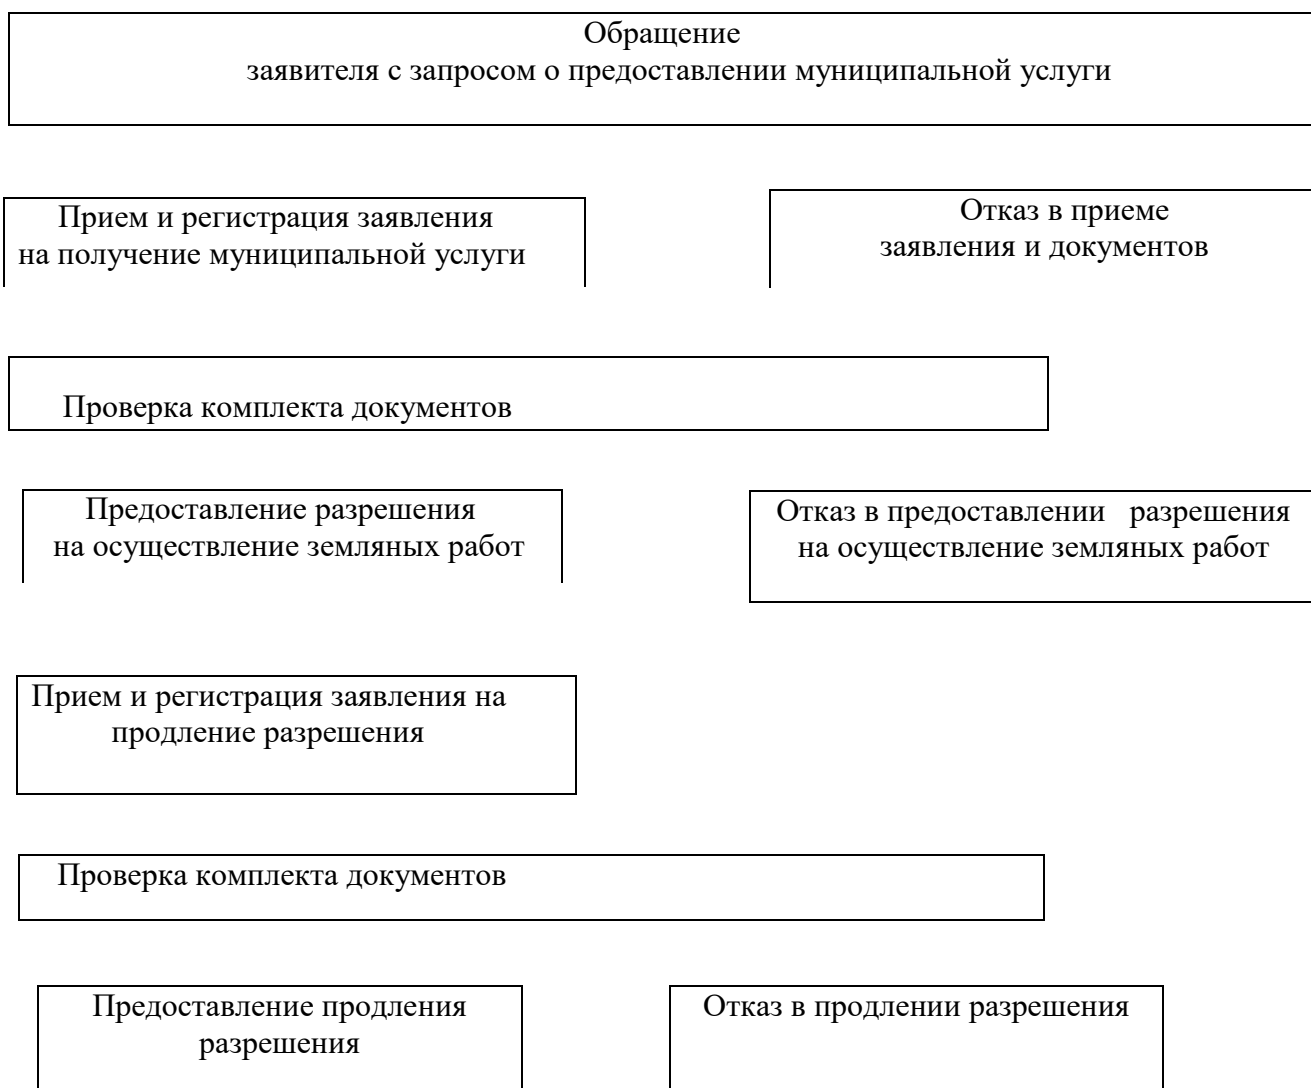 Обращение
заявителя с запросом о предоставлении муниципальной услуги
Прием и регистрация заявления
на получение муниципальной услуги
Отказ в приеме
заявления и документов
Проверка комплекта документов
Предоставление разрешения
на осуществление земляных работ
Отказ в предоставлении разрешения
на осуществление земляных работ
Прием и регистрация заявления на
продление разрешения
Проверка комплекта документов
Предоставление продления
разрешения
Отказ в продлении разрешения